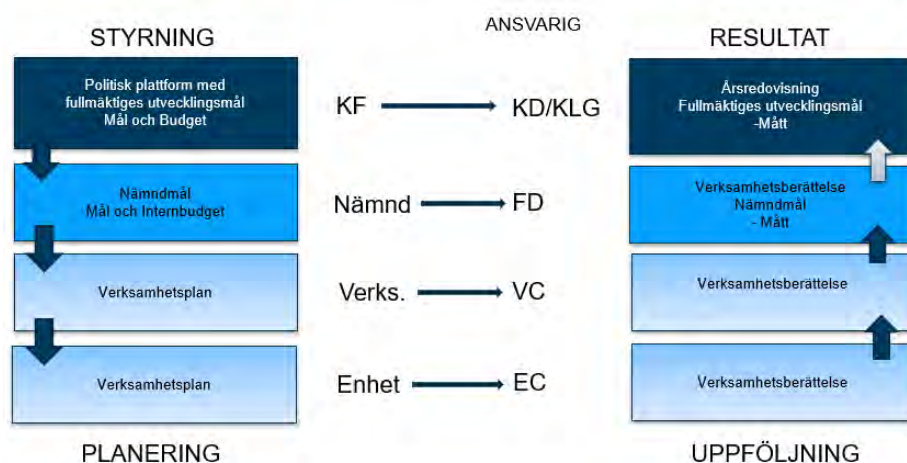 ANSVARIG
STYRNING
RESULTAT
Politisk plattform med
fullmäktiges utvecklingsmål
Mål och Budget
KF
KD/KLG
Årsredovisning
Fullmäktiges utvecklingsmål
-Mått
Nämndmål
Mål och Internbudget
Nämnd
FD
Verksamhetsberättelse
Nämndmål
- Mått
Verksamhetsplan
Verks.
VC
Verksamhetsberättelse
Verksamhetsplan
Enhet
EC
Verksamhetsberättelse
PLANERING
UPPFÖLJNING